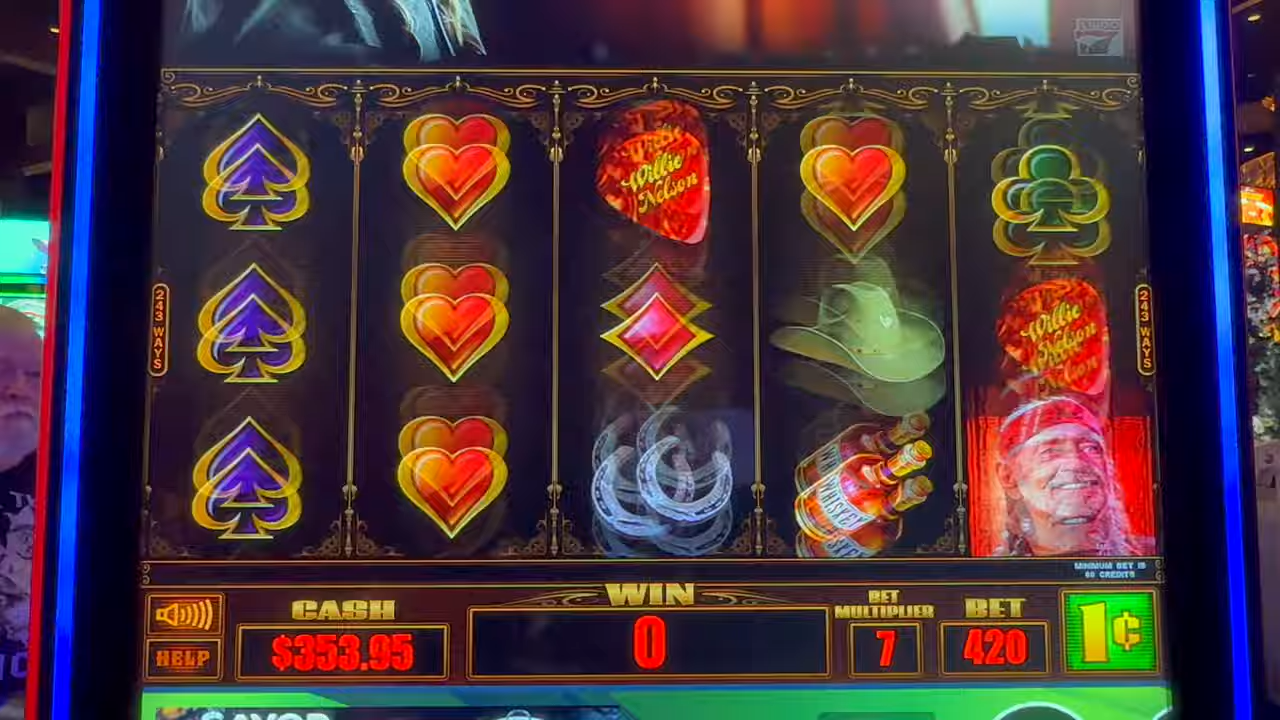 Willie
Nelson
Willie
Nelson
243 WAYS
243 WAYS
WHISKEY
MINIMUM BET IS
60 CREDITS
CASH
WIN
BET
MULTIPLIER
BET
$353.95
0
7
420
1¢
HELP
SAVOR